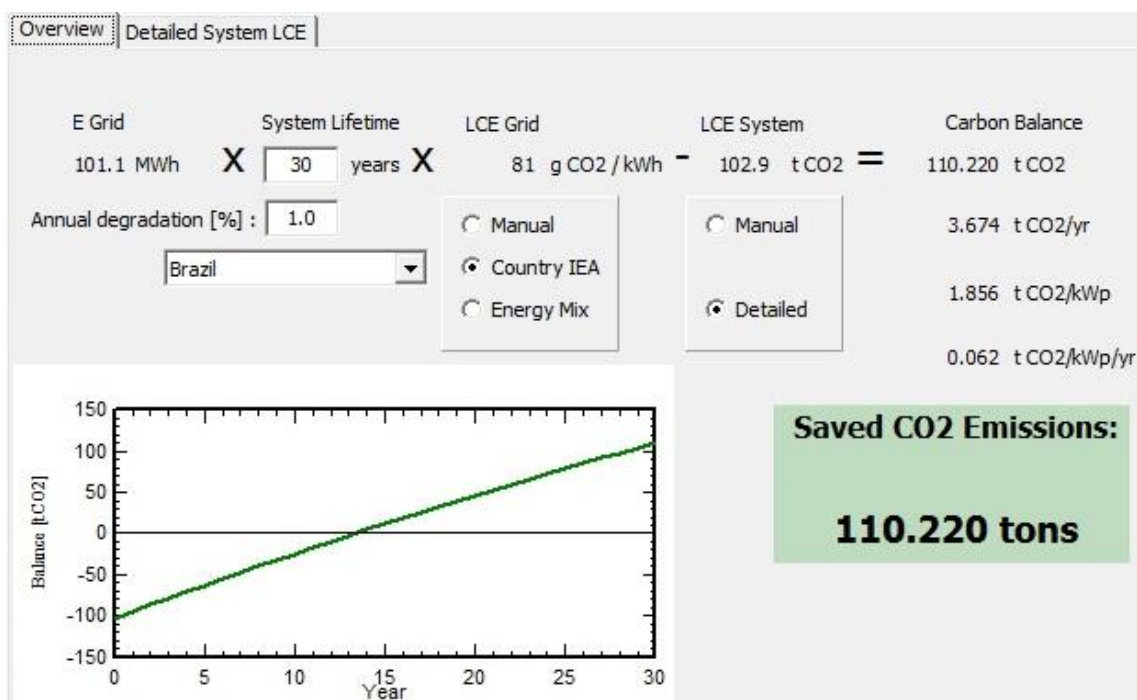 Overview Detailed System LCE
E Grid System Lifetime LCE Grid LCE System Carbon Balance
101.1 MWh X 30 years X 81 g CO2 / kWh - 102.9 t CO2 = 110.220 t CO2
Annual degradation [%] : 1.0 Manual Manual 3.674 t CO2/yr
Brazil Country IEA
1.856 t CO2/kWp
Energy Mix Detailed
0.062 t CO2/kWp/yr
Saved CO2 Emissions:
110.220 tons
Balance [tCO2]
150
100
50
0
-50
-100
-150
0 5 10 15 20 25 30
Year